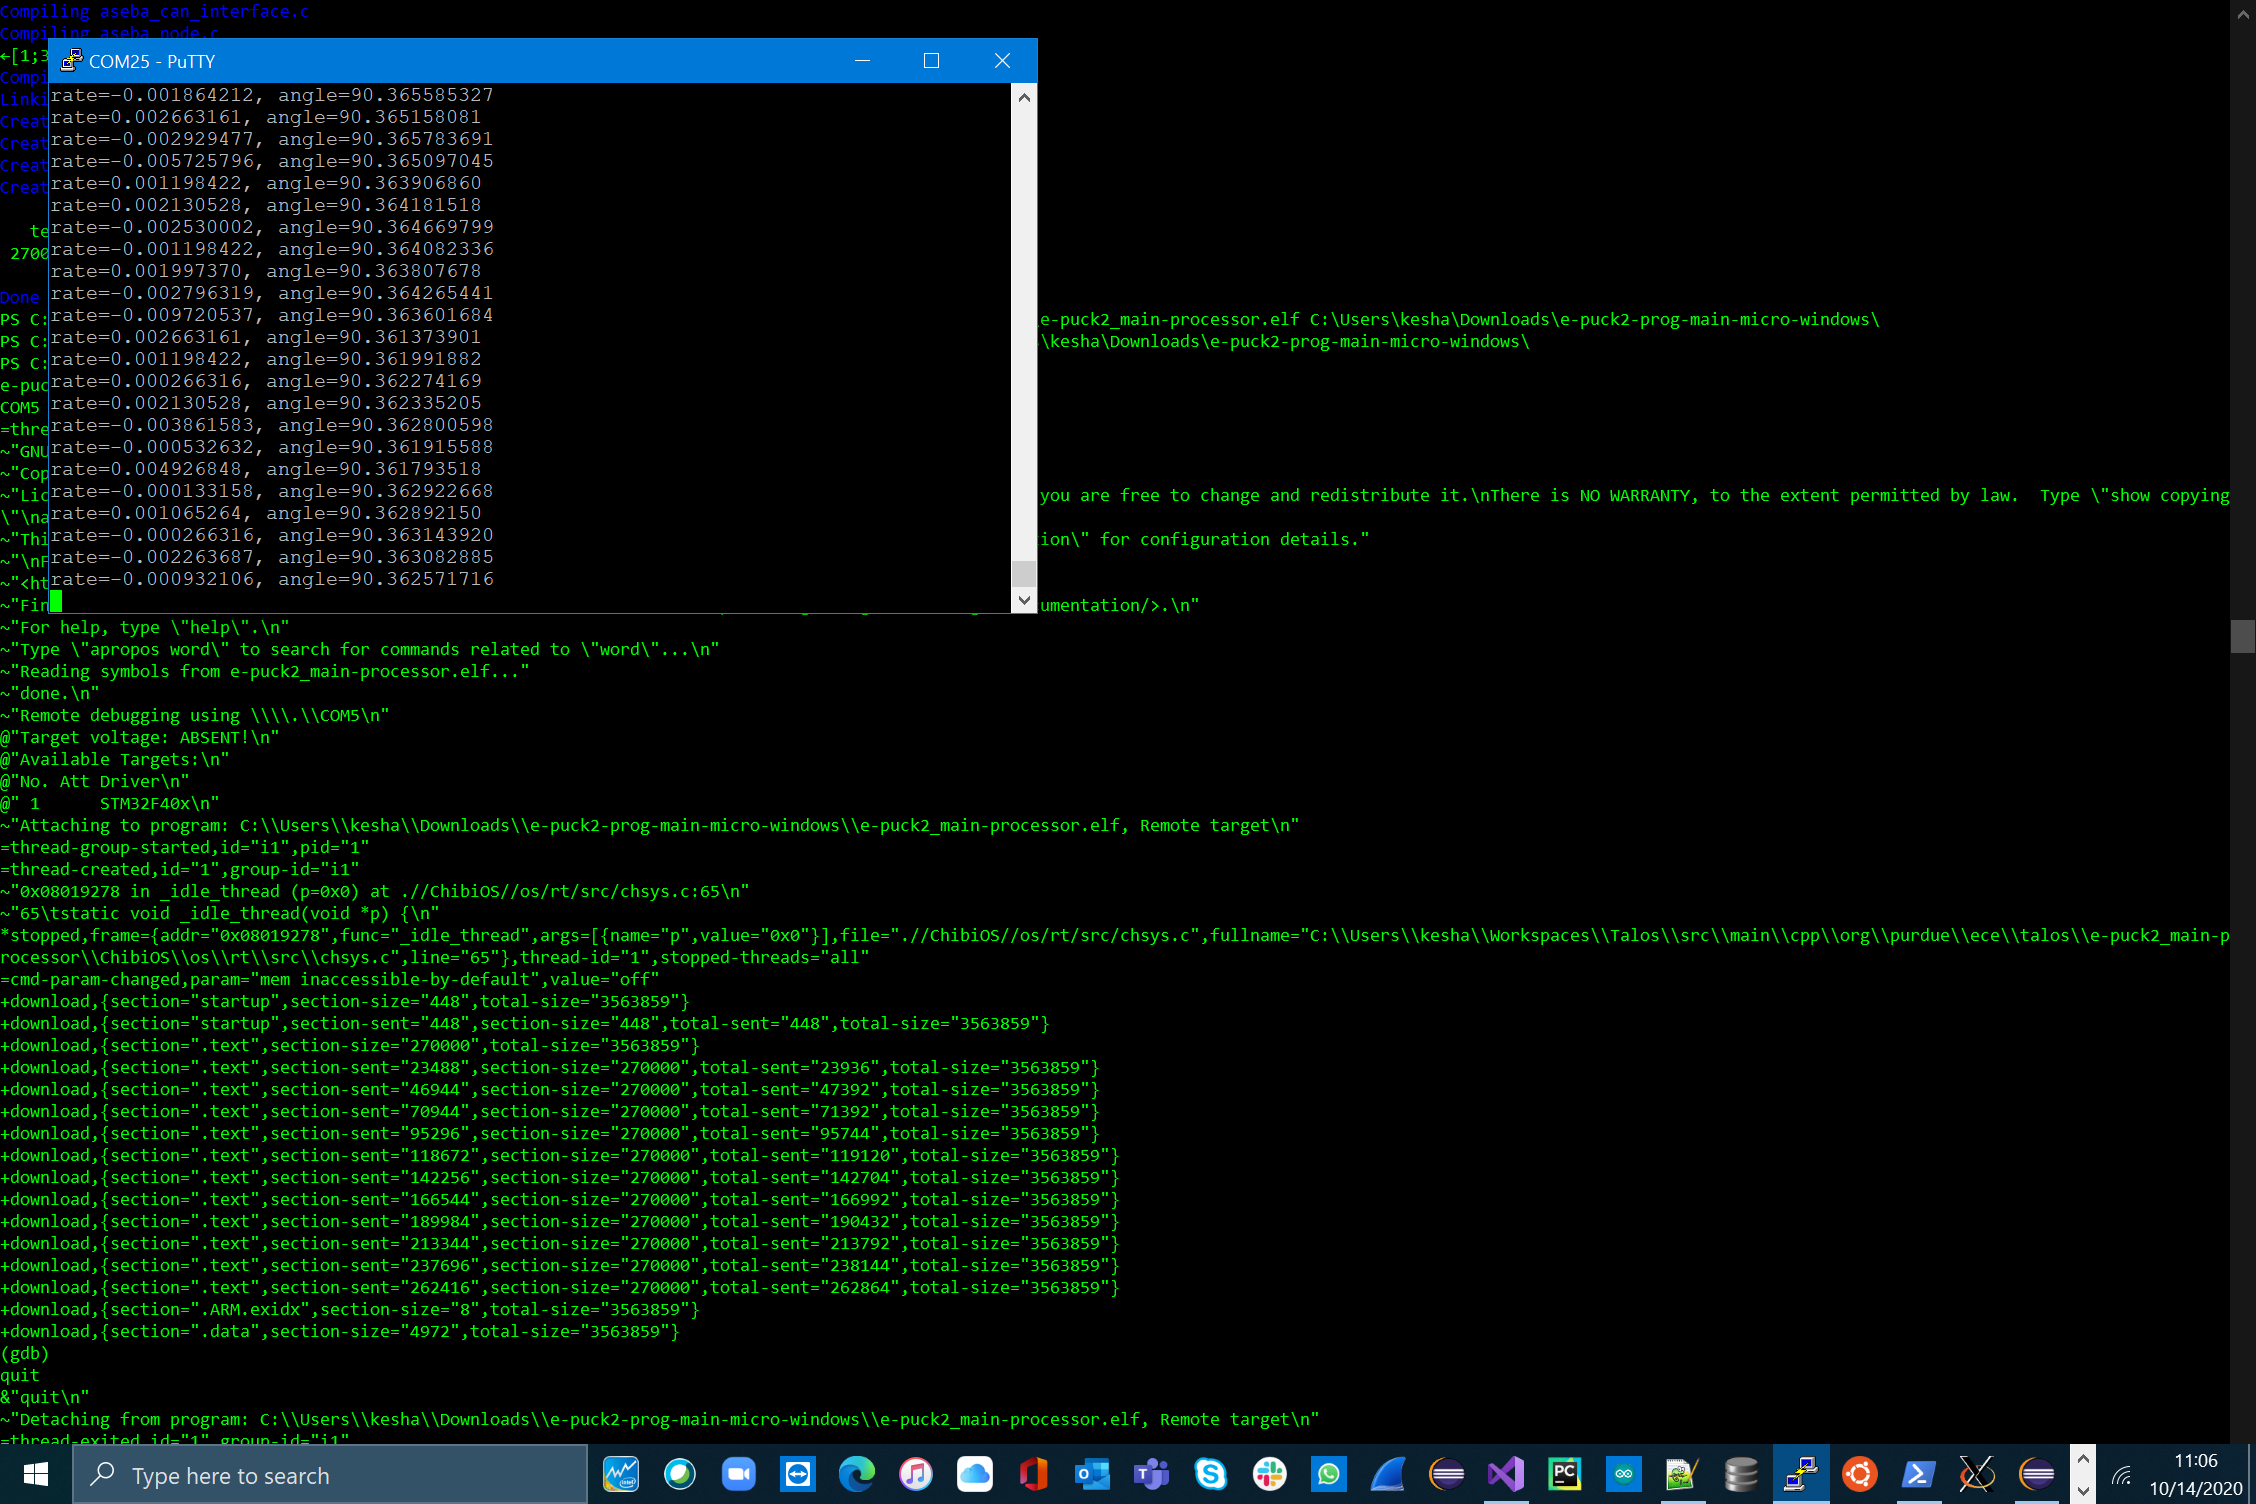 Compiling aseba_can_interface.c
Compiling aseba_node.c
←[1;3
Compi
Linki
Creat
Creat
Creat
Creat
te
2700
Done
COM25 - PuTTY
rate=-0.001864212, angle=90.365585327
rate=0.002663161, angle=90.365158081
rate=-0.002929477, angle=90.365783691
rate=-0.005725796, angle=90.365097045
rate=0.001198422, angle=90.363906860
rate=0.002130528, angle=90.364181518
rate=-0.002530002, angle=90.364669799
rate=-0.001198422, angle=90.364082336
rate=0.001997370, angle=90.363807678
rate=-0.002796319, angle=90.364265441
rate=-0.009720537, angle=90.363601684
rate=0.002663161, angle=90.361373901
rate=0.001198422, angle=90.361991882
rate=0.000266316, angle=90.362274169
rate=0.002130528, angle=90.362335205
rate=-0.003861583, angle=90.362800598
rate=-0.000532632, angle=90.361915588
rate=0.004926848, angle=90.361793518
rate=-0.000133158, angle=90.362922668
rate=0.001065264, angle=90.362892150
rate=-0.000266316, angle=90.363143920
rate=-0.002263687, angle=90.363082885
rate=-0.000932106, angle=90.362571716
PS C: e-puck2_main-processor.elf C:\Users\kesha\Downloads\e-puck2-prog-main-micro-windows\
PS C: \kesha\Downloads\e-puck2-prog-main-micro-windows\
PS C:
e-puc
COM5
=thre
~"GNU
~"Cop
~"Lic you are free to change and redistribute it.\nThere is NO WARRANTY, to the extent permitted by law.  Type \"show copying
\"\na
~"Thi ion\" for configuration details."
~"\nF
~"<ht
~"Fin umentation/>.\n"
~"For help, type \"help\".\n"
~"Type \"apropos word\" to search for commands related to \"word\"...\n"
~"Reading symbols from e-puck2_main-processor.elf..."
~"done.\n"
~"Remote debugging using \\\\.\\COM5\n"
@"Target voltage: ABSENT!\n"
@"Available Targets:\n"
@"No. Att Driver\n"
@" 1      STM32F40x\n"
~"Attaching to program: C:\\Users\\kesha\\Downloads\\e-puck2-prog-main-micro-windows\\e-puck2_main-processor.elf, Remote target\n"
=thread-group-started,id="i1",pid="1"
=thread-created,id="1",group-id="i1"
~"0x08019278 in _idle_thread (p=0x0) at .//ChibiOS//os/rt/src/chsys.c:65\n"
~"65\tstatic void _idle_thread(void *p) {\n"
*stopped,frame={addr="0x08019278",func="_idle_thread",args=[{name="p",value="0x0"}],file=".//ChibiOS//os/rt/src/chsys.c",fullname="C:\\Users\\kesha\\Workspaces\\Talos\\src\\main\\cpp\\org\\purdue\\ece\\talos\\e-puck2_main-p
rocessor\\ChibiOS\\os\\rt\\src\\chsys.c",line="65"},thread-id="1",stopped-threads="all"
=cmd-param-changed,param="mem inaccessible-by-default",value="off"
+download,{section="startup",section-size="448",total-size="3563859"}
+download,{section="startup",section-sent="448",section-size="448",total-sent="448",total-size="3563859"}
+download,{section=".text",section-size="270000",total-size="3563859"}
+download,{section=".text",section-sent="23488",section-size="270000",total-sent="23936",total-size="3563859"}
+download,{section=".text",section-sent="46944",section-size="270000",total-sent="47392",total-size="3563859"}
+download,{section=".text",section-sent="70944",section-size="270000",total-sent="71392",total-size="3563859"}
+download,{section=".text",section-sent="95296",section-size="270000",total-sent="95744",total-size="3563859"}
+download,{section=".text",section-sent="118672",section-size="270000",total-sent="119120",total-size="3563859"}
+download,{section=".text",section-sent="142256",section-size="270000",total-sent="142704",total-size="3563859"}
+download,{section=".text",section-sent="166544",section-size="270000",total-sent="166992",total-size="3563859"}
+download,{section=".text",section-sent="189984",section-size="270000",total-sent="190432",total-size="3563859"}
+download,{section=".text",section-sent="213344",section-size="270000",total-sent="213792",total-size="3563859"}
+download,{section=".text",section-sent="237696",section-size="270000",total-sent="238144",total-size="3563859"}
+download,{section=".text",section-sent="262416",section-size="270000",total-sent="262864",total-size="3563859"}
+download,{section=".ARM.exidx",section-size="8",total-size="3563859"}
+download,{section=".data",section-size="4972",total-size="3563859"}
(gdb)
quit
&"quit\n"
~"Detaching from program: C:\\Users\\kesha\\Downloads\\e-puck2-prog-main-micro-windows\\e-puck2_main-processor.elf, Remote target\n"
=thread-exited,id="1",group-id="i1"
Type here to search
11:06
10/14/2020